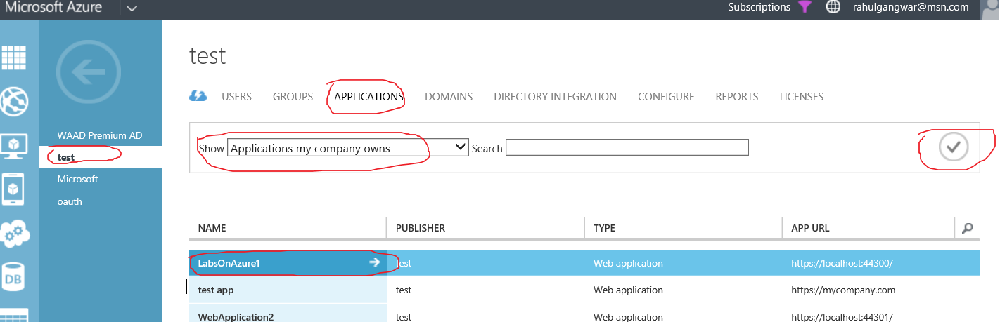 Microsoft Azure Subscriptions rahulgangwar@msn.com
test
USERS GROUPS APPLICATIONS DOMAINS DIRECTORY INTEGRATION CONFIGURE REPORTS LICENSES
WAAD Premium AD
test
Microsoft
oauth
Show Applications my company owns Search
NAME PUBLISHER TYPE APP URL
LabsOnAzure1 test Web application https://localhost:44300/
test app test Web application https://mycompany.com
WebApplication2 test Web application https://localhost:44301/
DB